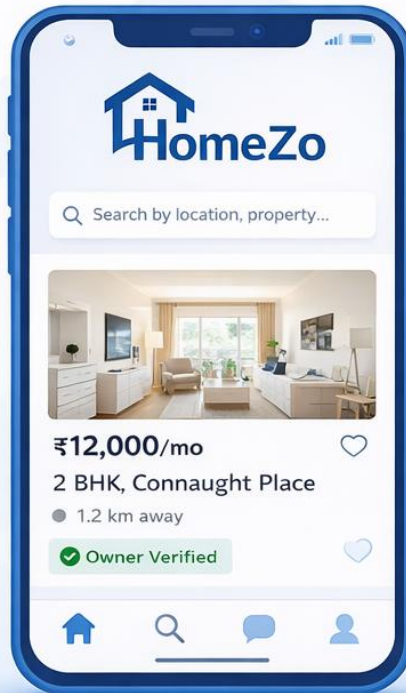 HomeZo
Search by location, property...
₹12,000/mo
2 BHK, Connaught Place
1.2 km away
Owner Verified